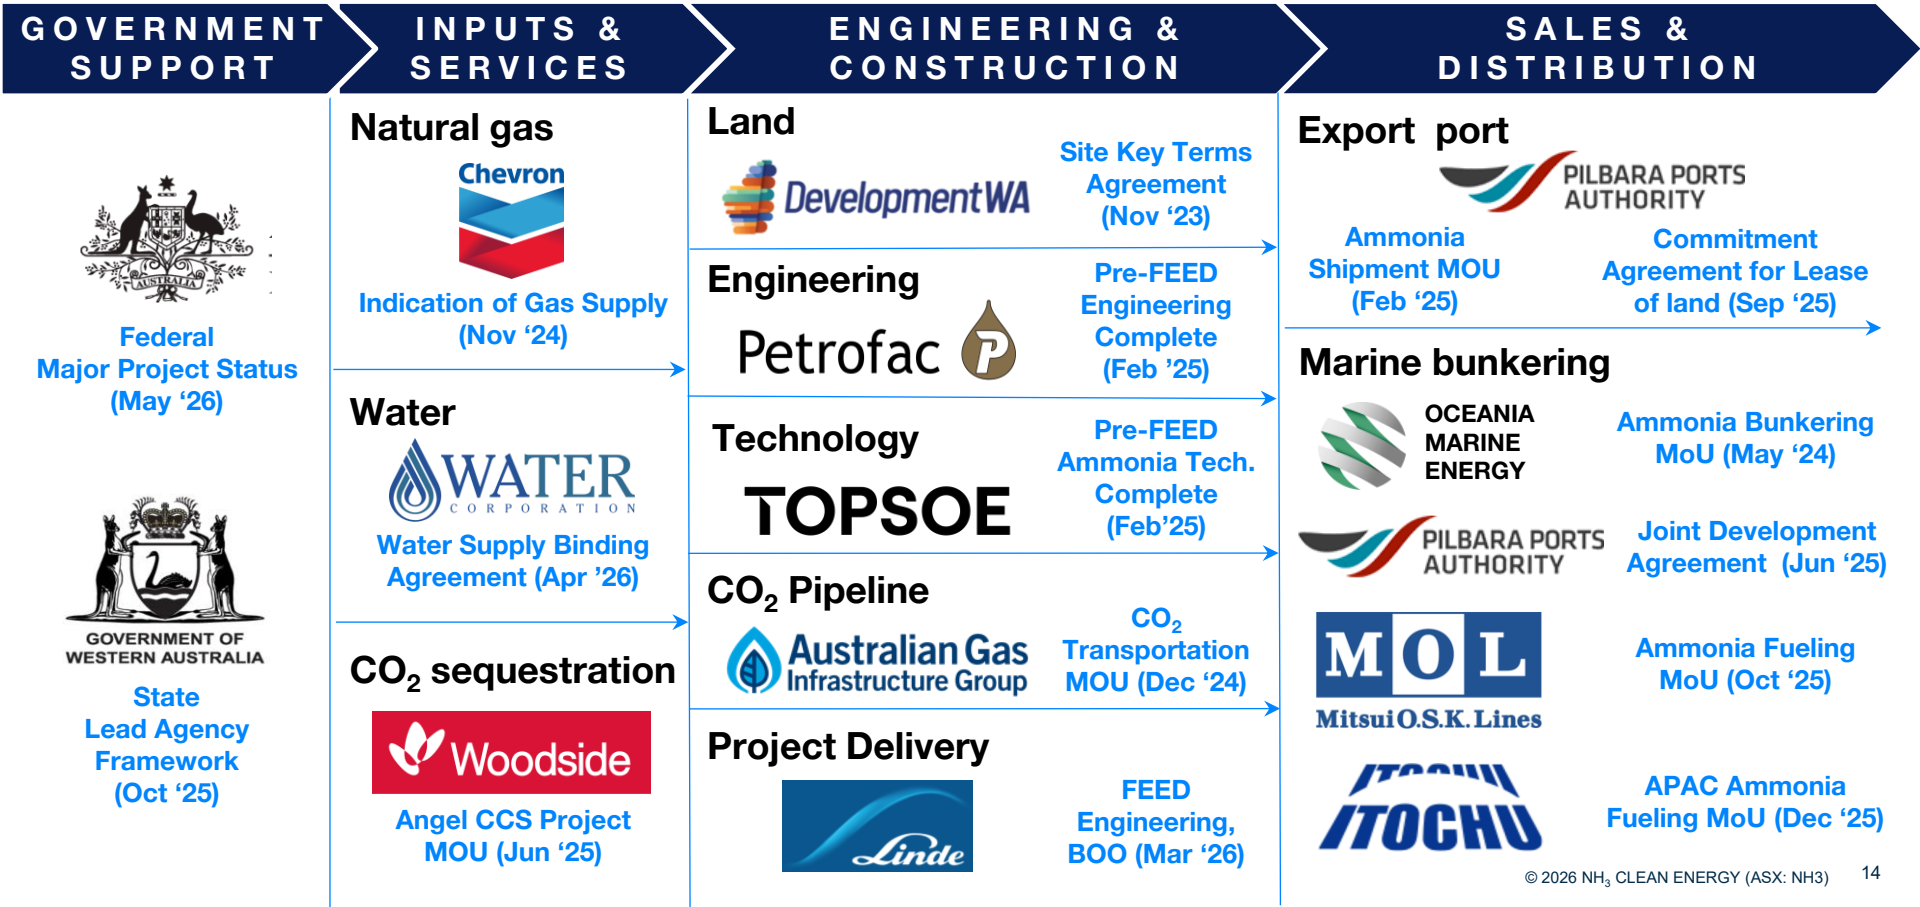 GOVERNMENT
SUPPORT
INPUTS &
SERVICES
ENGINEERING &
CONSTRUCTION
SALES &
DISTRIBUTION
AUSTRALIA
Federal
Major Project Status
(May ‘26)
GOVERNMENT OF
WESTERN AUSTRALIA
State
Lead Agency
Framework
(Oct ‘25)
Natural gas
Chevron
Indication of Gas Supply
(Nov ‘24)
Water
WATER
CORPORATION
Water Supply Binding
Agreement (Apr ’26)
CO₂ sequestration
Woodside
Angel CCS Project
MOU (Jun ‘25)
Land
DevelopmentWA
Site Key Terms
Agreement
(Nov ‘23)
Engineering
Petrofac
Pre-FEED
Engineering
Complete
(Feb ’25)
Technology
TOPSOE
Pre-FEED
Ammonia Tech.
Complete
(Feb’25)
CO₂ Pipeline
Australian Gas
Infrastructure Group
CO₂
Transportation
MOU (Dec ‘24)
Project Delivery
Linde
FEED
Engineering,
BOO (Mar ‘26)
Export port
PILBARA PORTS
AUTHORITY
Ammonia
Shipment MOU
(Feb ‘25)
Commitment
Agreement for Lease
of land (Sep ‘25)
Marine bunkering
OCEANIA
MARINE
ENERGY
Ammonia Bunkering
MoU (May ‘24)
PILBARA PORTS
AUTHORITY
Joint Development
Agreement (Jun ‘25)
MOL
Mitsui O.S.K. Lines
Ammonia Fueling
MoU (Oct ‘25)
ITOCHU
ITOCHU
APAC Ammonia
Fueling MoU (Dec ‘25)
© 2026 NH₃ CLEAN ENERGY (ASX: NH3) 14